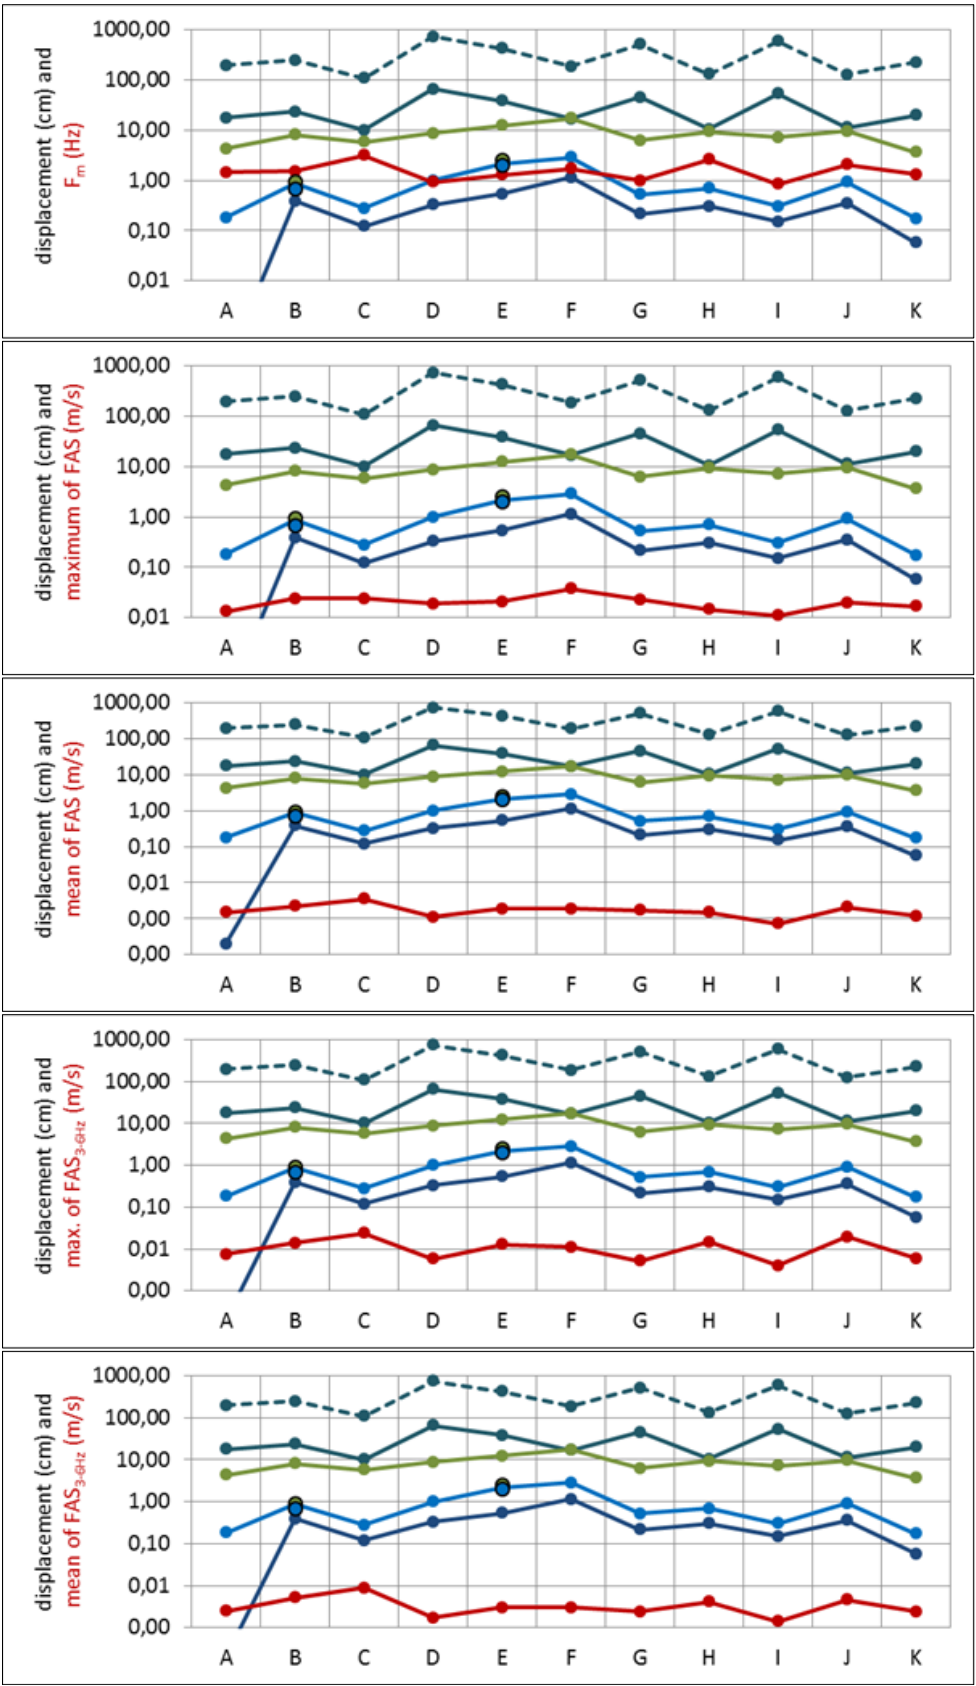 displacement (cm) and
Fm (Hz)
1000,00
100,00
10,00
1,00
0,10
0,01
A B C D E F G H I J K
displacement (cm) and
maximum of FAS (m/s)
1000,00
100,00
10,00
1,00
0,10
0,01
A B C D E F G H I J K
displacement (cm) and
mean of FAS (m/s)
1000,00
100,00
10,00
1,00
0,10
0,01
0,00
0,00
A B C D E F G H I J K
displacement (cm) and
max. of FAS3-6Hz (m/s)
1000,00
100,00
10,00
1,00
0,10
0,01
0,00
A B C D E F G H I J K
displacement (cm) and
mean of FAS3-6Hz (m/s)
1000,00
100,00
10,00
1,00
0,10
0,01
0,00
A B C D E F G H I J K